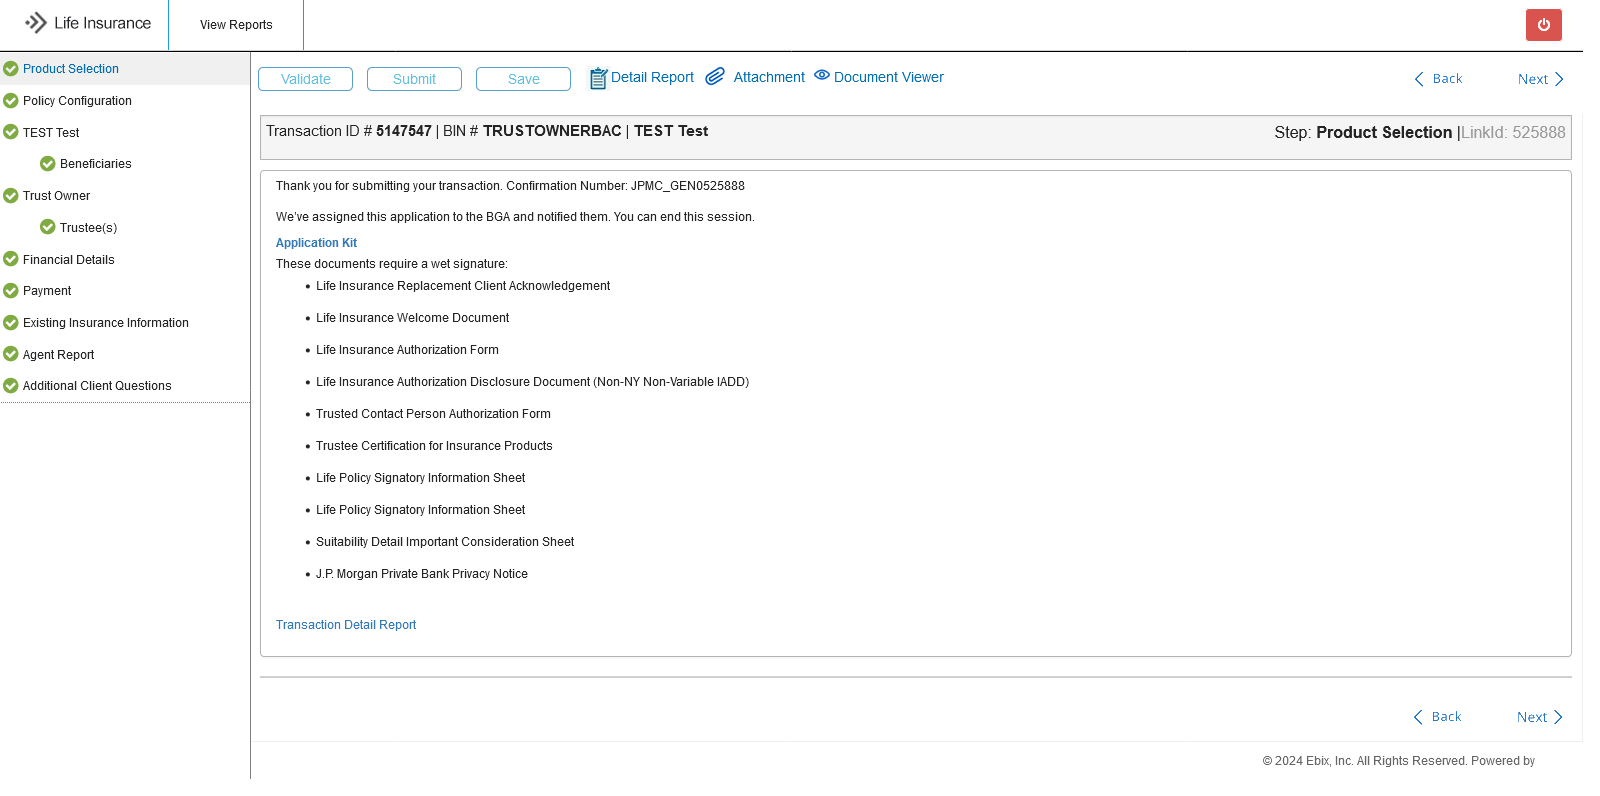 Life Insurance
View Reports
Product Selection
Policy Configuration
TEST Test
Beneficiaries
Trust Owner
Trustee(s)
Financial Details
Payment
Existing Insurance Information
Agent Report
Additional Client Questions
Validate Submit Save Detail Report Attachment Document Viewer Back Next
Transaction ID # 5147547 | BIN # TRUSTOWNERBAC | TEST Test Step: Product Selection |LinkId: 525888
Thank you for submitting your transaction. Confirmation Number: JPMC_GEN0525888
We've assigned this application to the BGA and notified them. You can end this session.
Application Kit
These documents require a wet signature:
• Life Insurance Replacement Client Acknowledgement
• Life Insurance Welcome Document
• Life Insurance Authorization Form
• Life Insurance Authorization Disclosure Document (Non-NY Non-Variable IADD)
• Trusted Contact Person Authorization Form
• Trustee Certification for Insurance Products
• Life Policy Signatory Information Sheet
• Life Policy Signatory Information Sheet
• Suitability Detail Important Consideration Sheet
• J.P. Morgan Private Bank Privacy Notice
Transaction Detail Report
Back Next
© 2024 Ebix, Inc. All Rights Reserved. Powered by